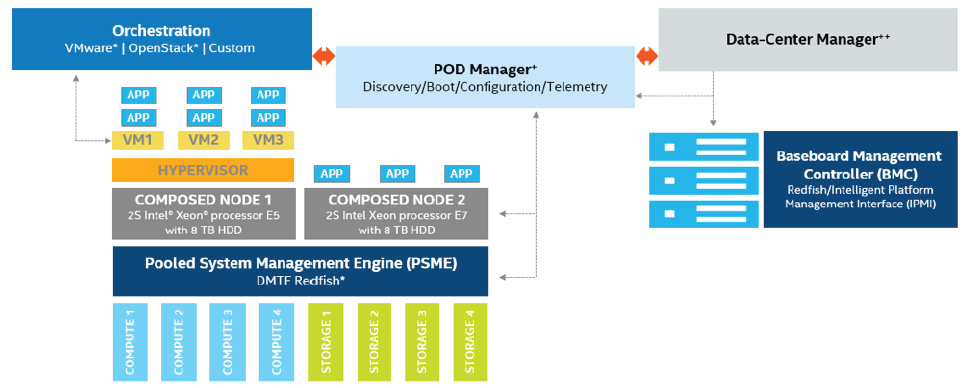 Orchestration
VMware* | OpenStack* | Custom
POD Manager⁺
Discovery/Boot/Configuration/Telemetry
Data-Center Manager⁺⁺
APP APP APP
APP APP APP
VM1 VM2 VM3
HYPERVISOR
APP APP APP
COMPOSED NODE 1
2S Intel® Xeon® processor E5
with 8 TB HDD
COMPOSED NODE 2
2S Intel Xeon processor E7
with 8 TB HDD
Pooled System Management Engine (PSME)
DMTF Redfish*
COMPUTE 1
COMPUTE 2
COMPUTE 3
COMPUTE 4
STORAGE 1
STORAGE 2
STORAGE 3
STORAGE 4
Baseboard Management
Controller (BMC)
Redfish/Intelligent Platform
Management Interface (IPMI)